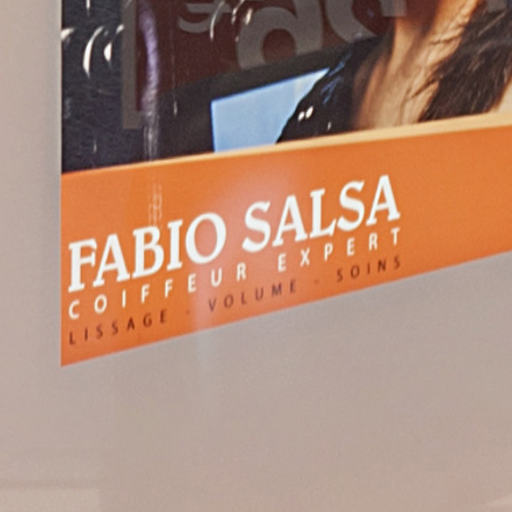 FABIO SALSA
COIFFEUR EXPERT
LISSAGE - VOLUME - SOINS